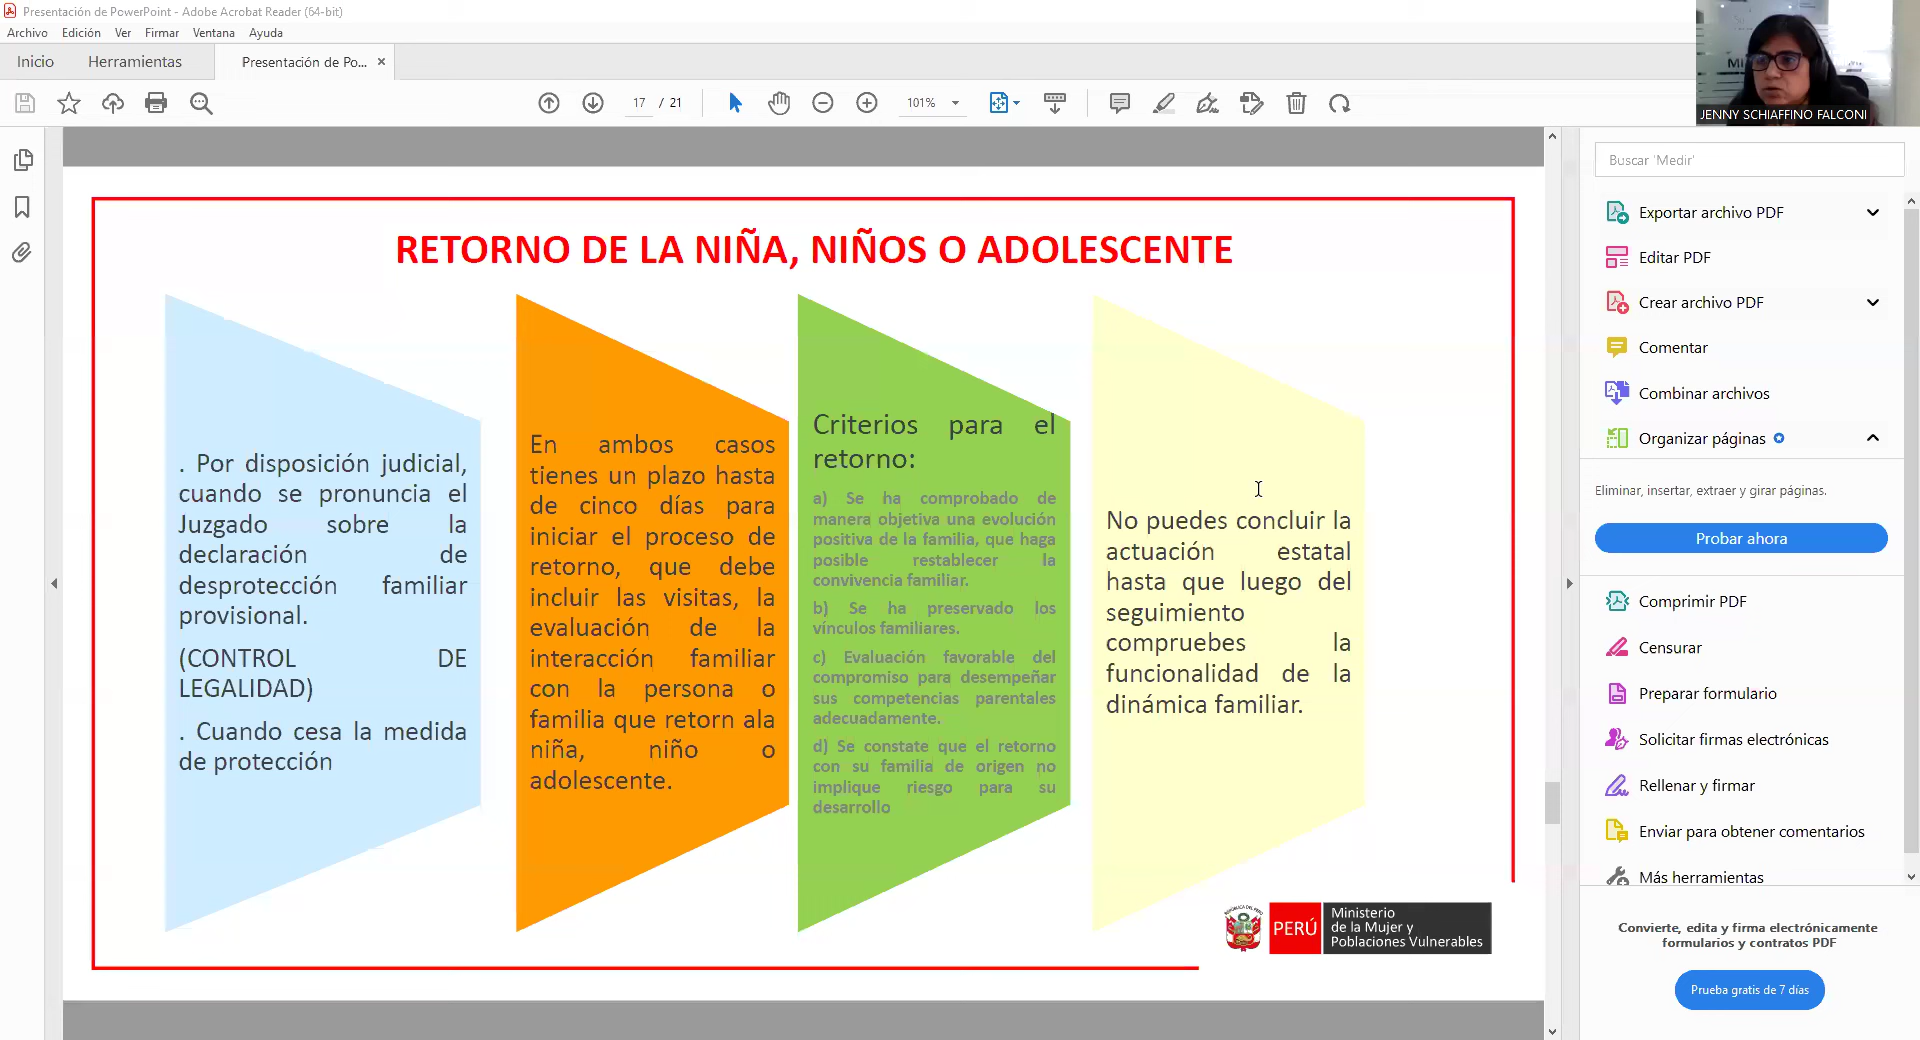 Presentación de PowerPoint - Adobe Acrobat Reader (64-bit)
Archivo Edición Ver Firmar Ventana Ayuda
Inicio Herramientas Presentación de Po... ×
17 / 21 101%
JENNY SCHIAFFINO FALCONI
RETORNO DE LA NIÑA, NIÑOS O ADOLESCENTE
. Por disposición judicial,
cuando se pronuncia el
Juzgado sobre la
declaración de
desprotección familiar
provisional.
(CONTROL DE
LEGALIDAD)
. Cuando cesa la medida
de protección
En ambos casos
tienes un plazo hasta
de cinco días para
iniciar el proceso de
retorno, que debe
incluir las visitas, la
evaluación de la
interacción familiar
con la persona o
familia que retorn ala
niña, niño o
adolescente.
Criterios para el
retorno:
a) Se ha comprobado de
manera objetiva una evolución
positiva de la familia, que haga
posible restablecer la
convivencia familiar.
b) Se ha preservado los
vínculos familiares.
c) Evaluación favorable del
compromiso para desempeñar
sus competencias parentales
adecuadamente.
d) Se constate que el retorno
con su familia de origen no
implique riesgo para su
desarrollo
No puedes concluir la
actuación estatal
hasta que luego del
seguimiento
compruebes la
funcionalidad de la
dinámica familiar.
PERÚ
Ministerio
de la Mujer y
Poblaciones Vulnerables
Buscar 'Medir'
Exportar archivo PDF
Editar PDF
Crear archivo PDF
Comentar
Combinar archivos
Organizar páginas
Eliminar, insertar, extraer y girar páginas.
Probar ahora
Comprimir PDF
Censurar
Preparar formulario
Solicitar firmas electrónicas
Rellenar y firmar
Enviar para obtener comentarios
Más herramientas
Convierte, edita y firma electrónicamente
formularios y contratos PDF
Prueba gratis de 7 días